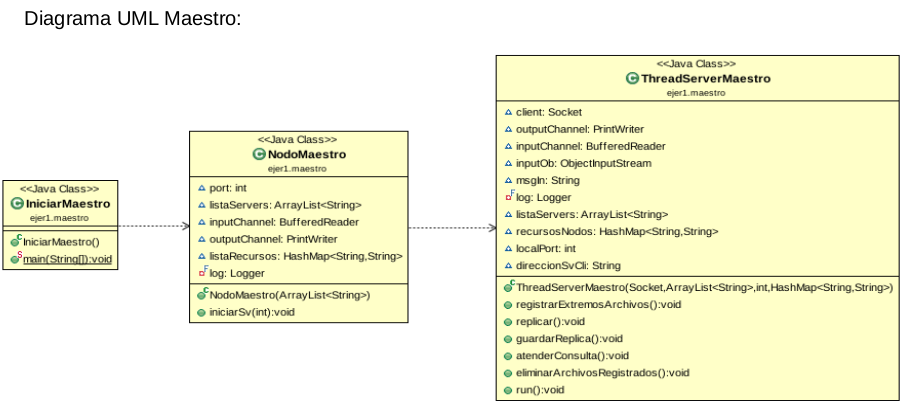 Diagrama UML Maestro:
<<Java Class>>
IniciarMaestro
ejer1.maestro
IniciarMaestro()
main(String[]):void
<<Java Class>>
NodoMaestro
ejer1.maestro
port: int
listaServers: ArrayList<String>
inputChannel: BufferedReader
outputChannel: PrintWriter
listaRecursos: HashMap<String,String>
log: Logger
NodoMaestro(ArrayList<String>)
iniciarSv(int):void
<<Java Class>>
ThreadServerMaestro
ejer1.maestro
client: Socket
outputChannel: PrintWriter
inputChannel: BufferedReader
inputOb: ObjectInputStream
msgIn: String
log: Logger
listaServers: ArrayList<String>
recursosNodos: HashMap<String,String>
localPort: int
direccionSvCli: String
ThreadServerMaestro(Socket,ArrayList<String>,int,HashMap<String,String>)
registrarExtremosArchivos():void
replicar():void
guardarReplica():void
atenderConsulta():void
eliminarArchivosRegistrados():void
run():void